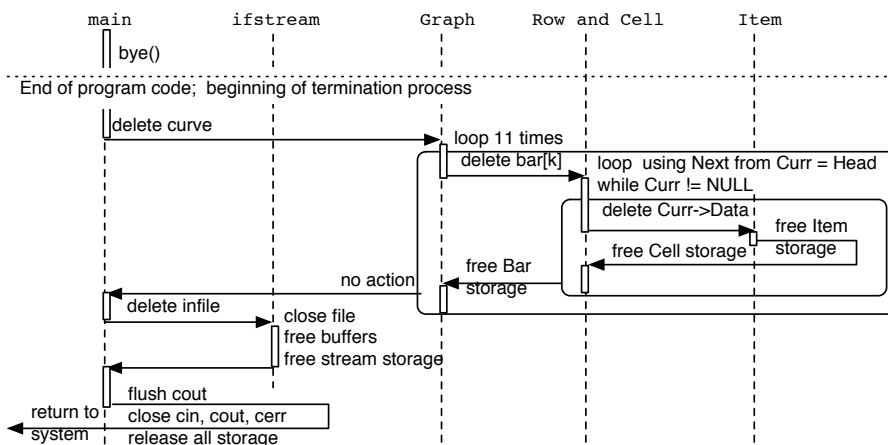 main ifstream Graph Row and Cell Item
bye()
End of program code; beginning of termination process
delete curve
loop 11 times
delete bar[k]
loop using Next from Curr = Head
while Curr != NULL
delete Curr->Data
free Item
storage
free Cell storage
free Bar
storage
no action
delete infile
close file
free buffers
free stream storage
flush cout
close cin, cout, cerr
release all storage
return to
system